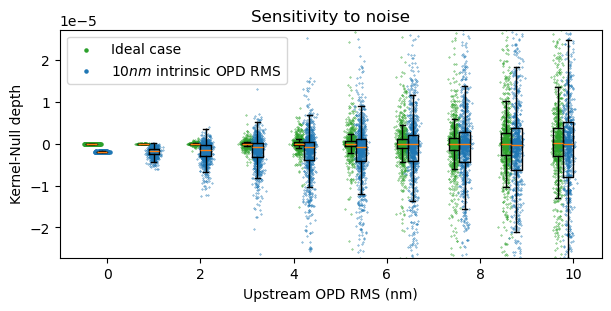 Sensitivity to noise
1e−5
Ideal case
10nm intrinsic OPD RMS
Kernel-Null depth
2
1
0
−1
−2
0 2 4 6 8 10
Upstream OPD RMS (nm)